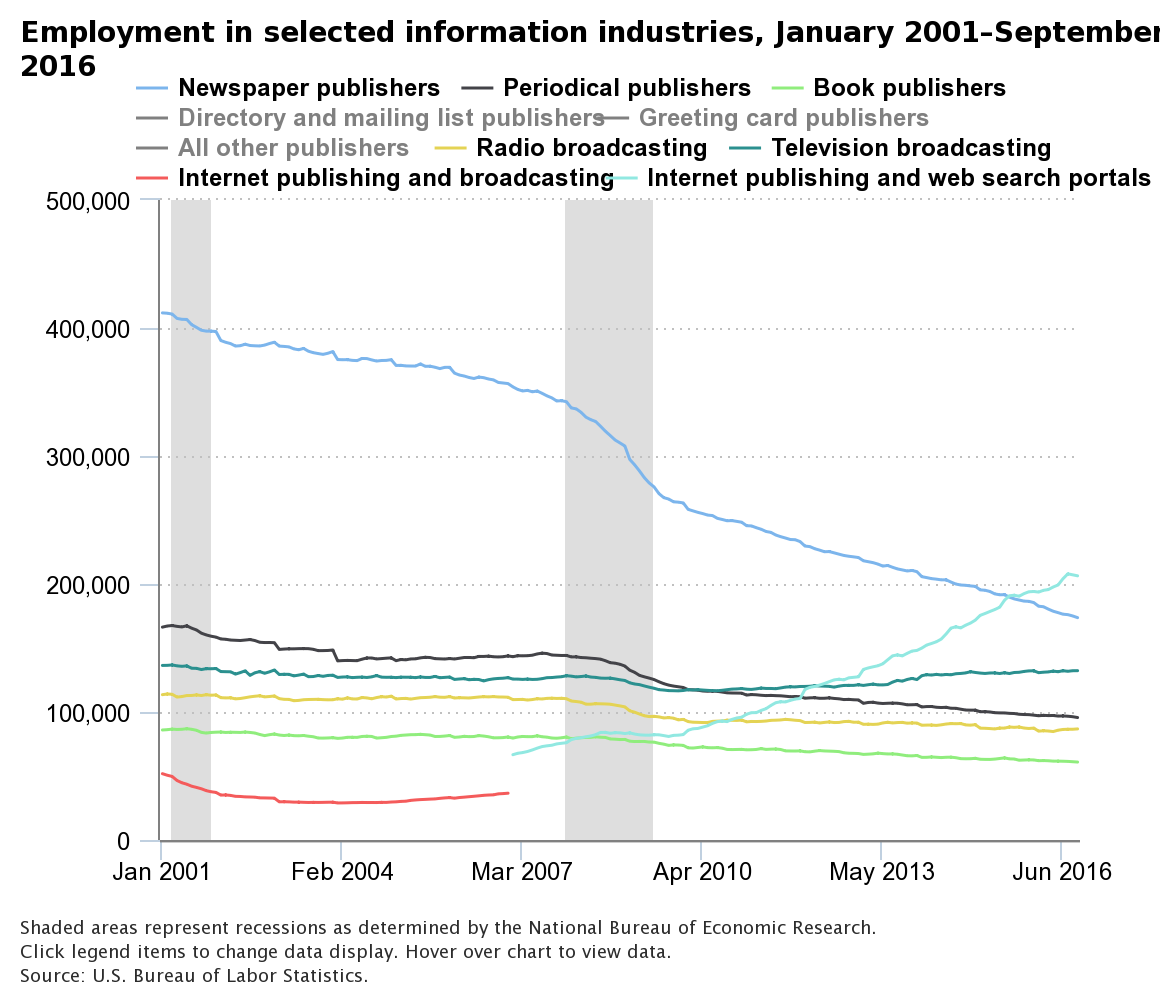 Employment in selected information industries, January 2001–September
2016
Newspaper publishers Periodical publishers Book publishers
Directory and mailing list publishers Greeting card publishers
All other publishers Radio broadcasting Television broadcasting
Internet publishing and broadcasting Internet publishing and web search portals
500,000
400,000
300,000
200,000
100,000
0
Jan 2001 Feb 2004 Mar 2007 Apr 2010 May 2013 Jun 2016
Shaded areas represent recessions as determined by the National Bureau of Economic Research.
Click legend items to change data display. Hover over chart to view data.
Source: U.S. Bureau of Labor Statistics.